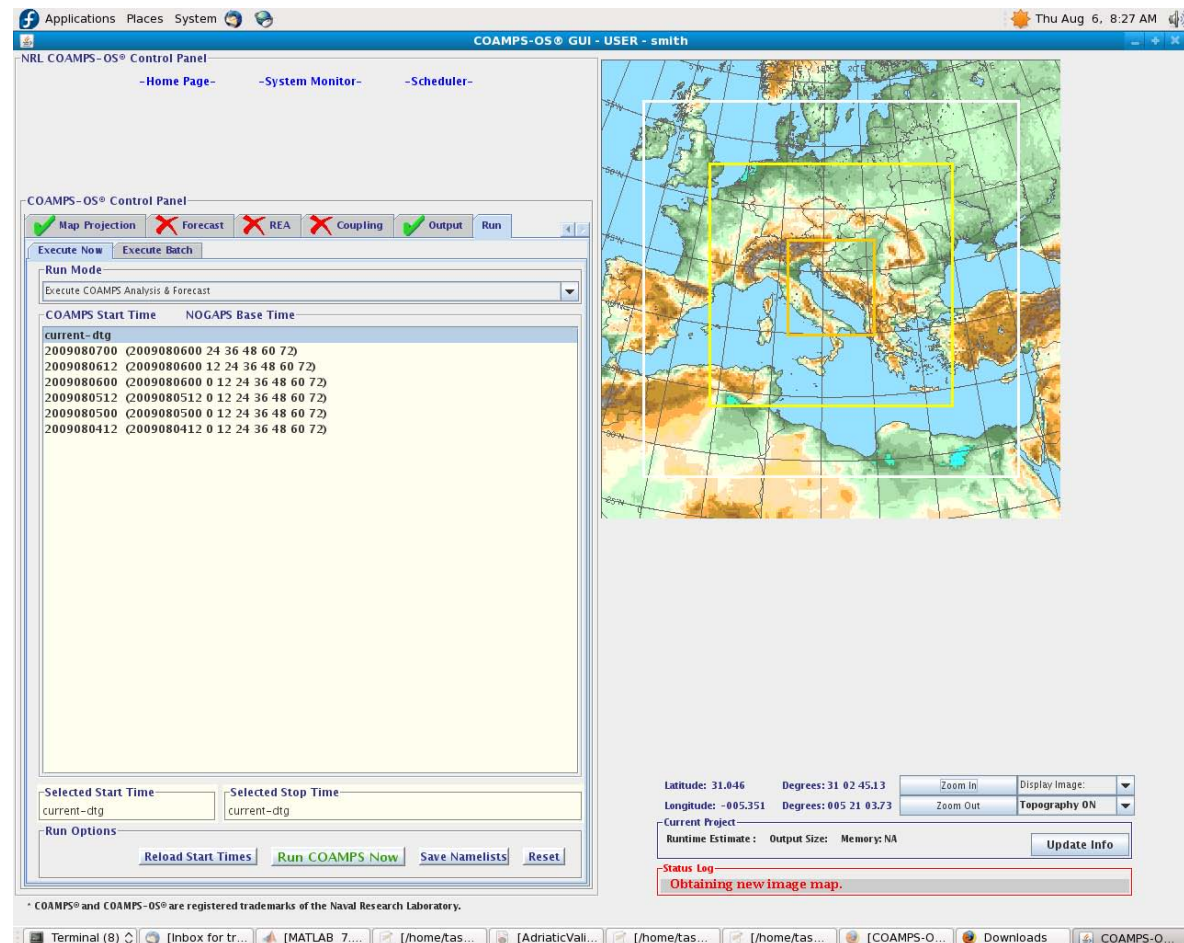 Applications Places System Thu Aug 6, 8:27 AM
COAMPS-OS® GUI - USER - smith
NRL COAMPS-OS® Control Panel
-Home Page- -System Monitor- -Scheduler-
COAMPS-OS® Control Panel
Map Projection Forecast REA Coupling Output Run
Execute Now Execute Batch
Run Mode
Execute COAMPS Analysis & Forecast
COAMPS Start Time NOGAPS Base Time
current-dtg
2009080700 (2009080600 24 36 48 60 72)
2009080612 (2009080600 12 24 36 48 60 72)
2009080600 (2009080600 0 12 24 36 48 60 72)
2009080512 (2009080512 0 12 24 36 48 60 72)
2009080500 (2009080500 0 12 24 36 48 60 72)
2009080412 (2009080412 0 12 24 36 48 60 72)
Selected Start Time Selected Stop Time
current-dtg current-dtg
Run Options
Reload Start Times Run COAMPS Now Save Namelists Reset
Latitude: 31.046 Degrees: 31 02 45.13 Zoom In Display Image:
Longitude: -005.351 Degrees: 005 21 03.73 Zoom Out Topography ON
Current Project
Runtime Estimate : Output Size: Memory: NA
Update Info
Status Log
Obtaining new image map.
* COAMPS® and COAMPS-OS® are registered trademarks of the Naval Research Laboratory.
Terminal (8) [Inbox for tr... [MATLAB 7.... [/home/tas... [AdriaticVali... [/home/tas... [/home/tas... [COAMPS-O... Downloads COAMPS-O...